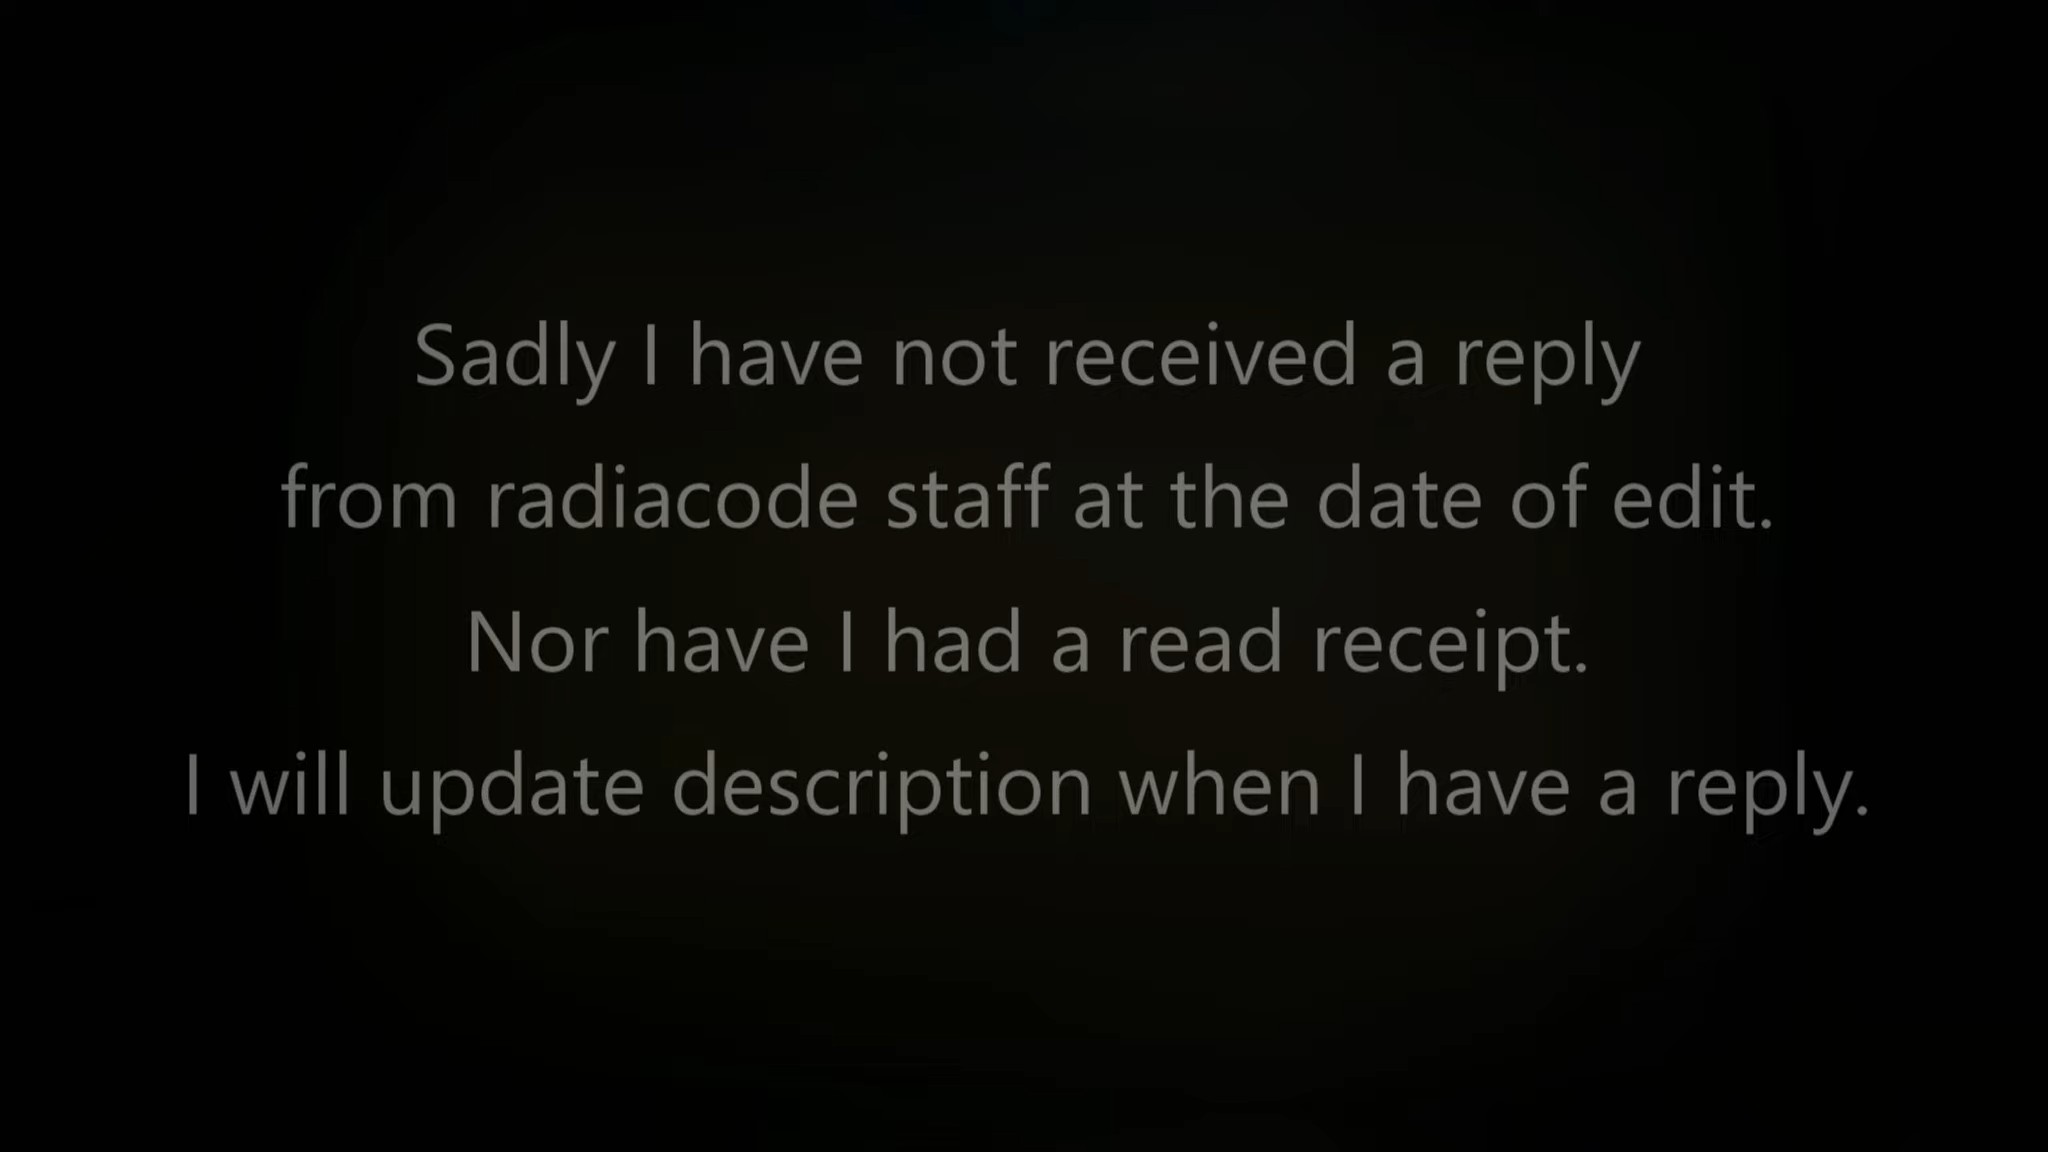 Sadly I have not received a reply
from radiacode staff at the date of edit.
Nor have I had a read receipt.
I will update description when I have a reply.